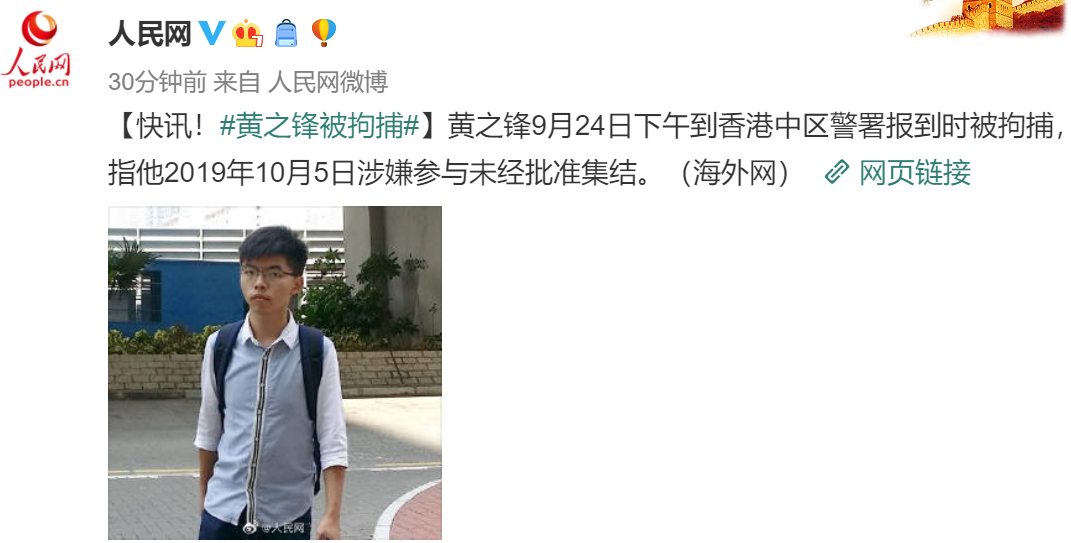 人民网
people.cn
人民网
30分钟前 来自 人民网微博
【快讯！#黄之锋被拘捕#】黄之锋9月24日下午到香港中区警署报到时被拘捕，
指他2019年10月5日涉嫌参与未经批准集结。（海外网） 网页链接
@人民网